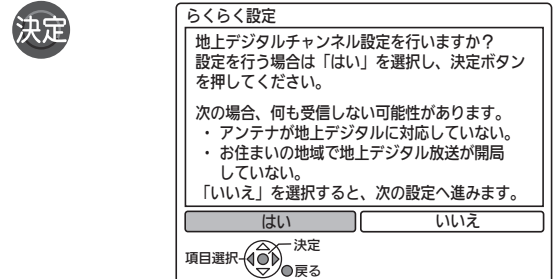 決定
らくらく設定
地上デジタルチャンネル設定を行いますか？
設定を行う場合は「はい」を選択し、決定ボタン
を押してください。
次の場合、何も受信しない可能性があります。
・ アンテナが地上デジタルに対応していない。
・ お住まいの地域で地上デジタル放送が開局
していない。
「いいえ」を選択すると、次の設定へ進みます。
はい
いいえ
決定
項目選択
戻る